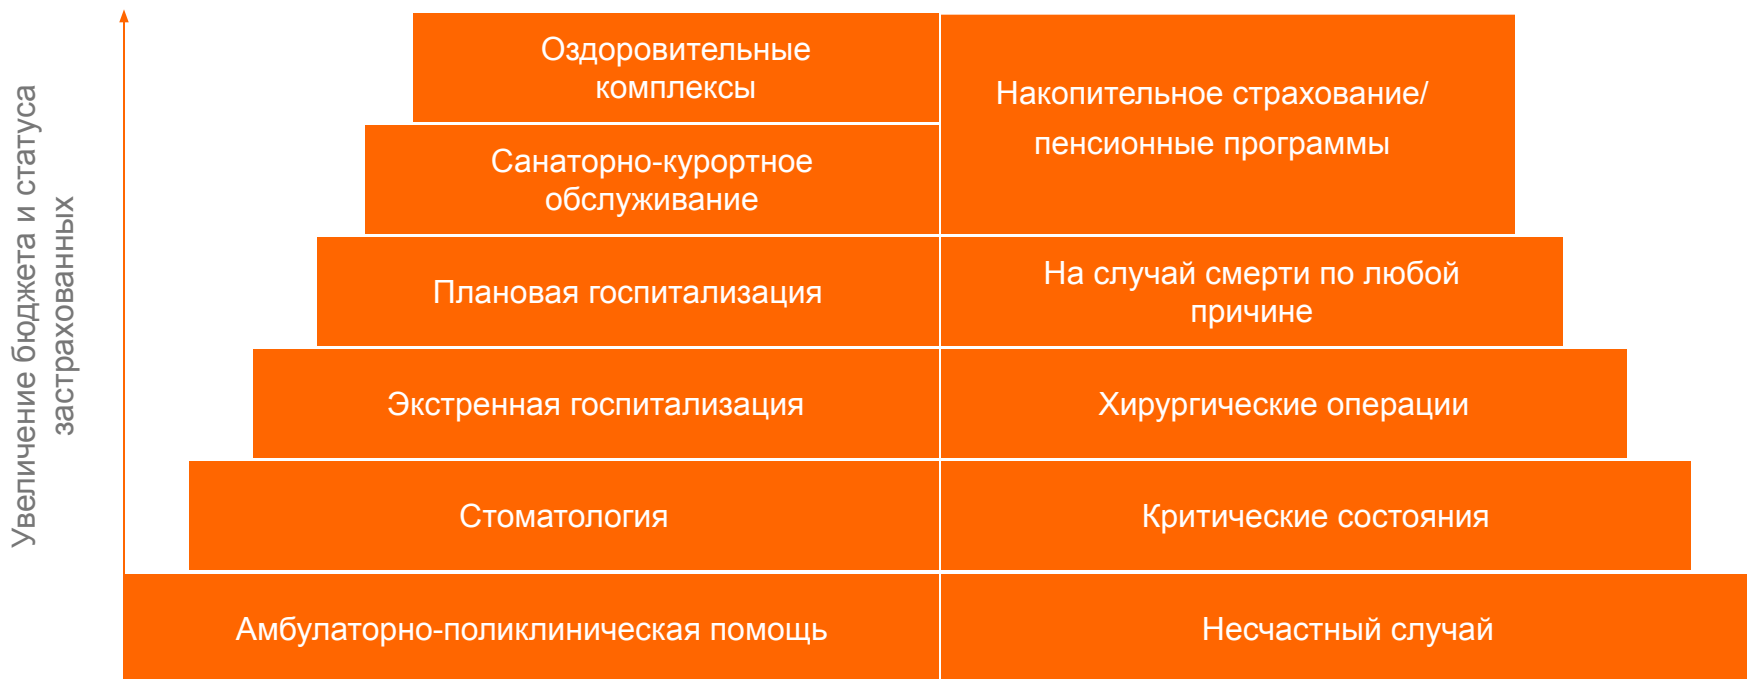 Увеличение бюджета и статуса
застрахованных
Оздоровительные
комплексы
Накопительное страхование/
пенсионные программы
Санаторно-курортное
обслуживание
Плановая госпитализация
На случай смерти по любой
причине
Экстренная госпитализация
Хирургические операции
Стоматология
Критические состояния
Амбулаторно-поликлиническая помощь
Несчастный случай